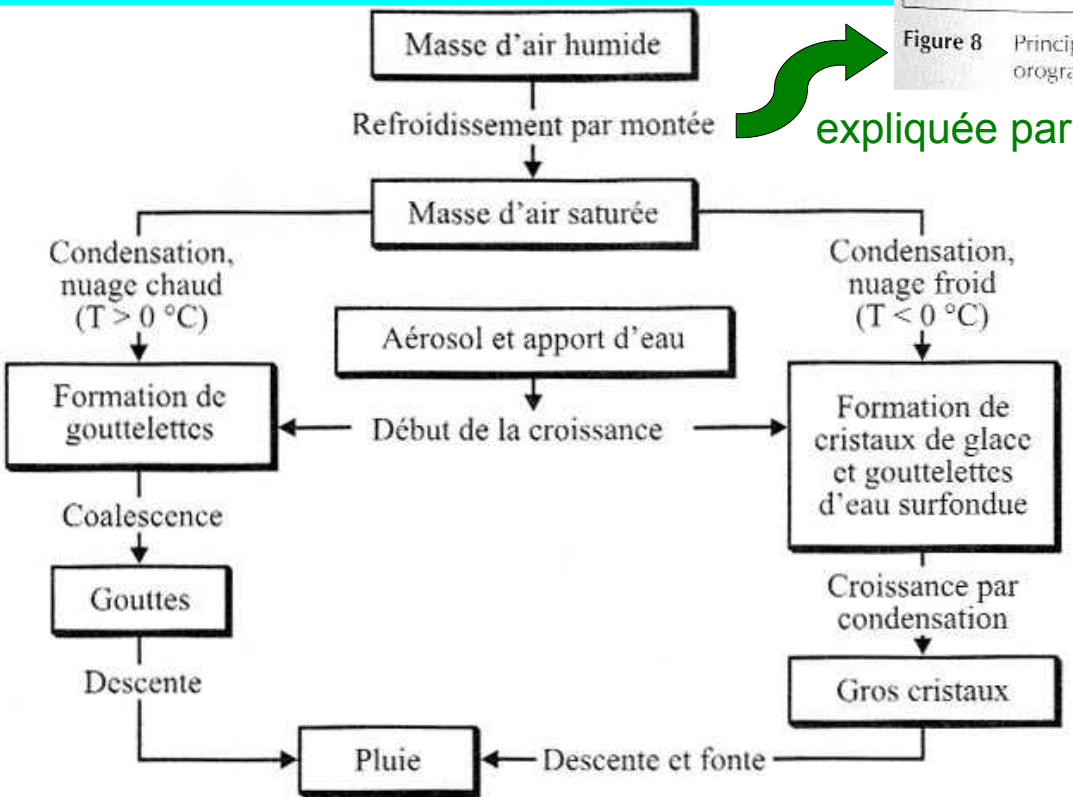 Masse d'air humide
Figure 8
Refroidissement par montée
expliquée par
Masse d'air saturée
Condensation,
nuage chaud
(T > 0 °C)
Condensation,
nuage froid
(T < 0 °C)
Aérosol et apport d'eau
Formation de
gouttelettes
Début de la croissance
Formation de
cristaux de glace
et gouttelettes
d'eau surfondue
Coalescence
Gouttes
Croissance par
condensation
Descente
Gros cristaux
Pluie
Descente et fonte